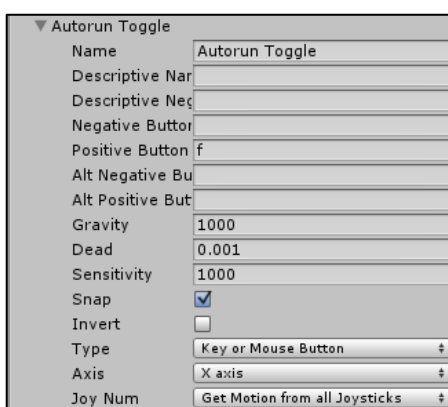 Autorun Toggle
Name Autorun Toggle
Descriptive Nar
Descriptive Neg
Negative Button
Positive Button f
Alt Negative Bu
Alt Positive But
Gravity 1000
Dead 0.001
Sensitivity 1000
Snap
Invert
Type Key or Mouse Button
Axis X axis
Joy Num Get Motion from all Joysticks